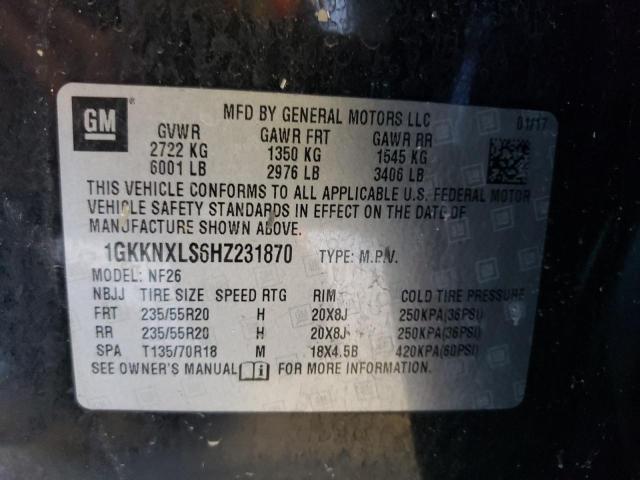 GM
MFD BY GENERAL MOTORS LLC 01/17
GVWR GAWR FRT GAWR RR
2722 KG 1350 KG 1545 KG
6001 LB 2976 LB 3406 LB
THIS VEHICLE CONFORMS TO ALL APPLICABLE U.S. FEDERAL MOTOR
VEHICLE SAFETY STANDARDS IN EFFECT ON THE DATE OF
MANUFACTURE SHOWN ABOVE.
1GKKNXLS6HZ231870 TYPE: M.P.V.
MODEL: NF26
NBJJ TIRE SIZE SPEED RTG RIM COLD TIRE PRESSURE
FRT 235/55R20 H 20X8J 250KPA(36PSI)
RR 235/55R20 H 20X8J 250KPA(36PSI)
SPA T135/70R18 M 18X4.5B 420KPA(60PSI)
SEE OWNER'S MANUAL FOR MORE INFORMATION.